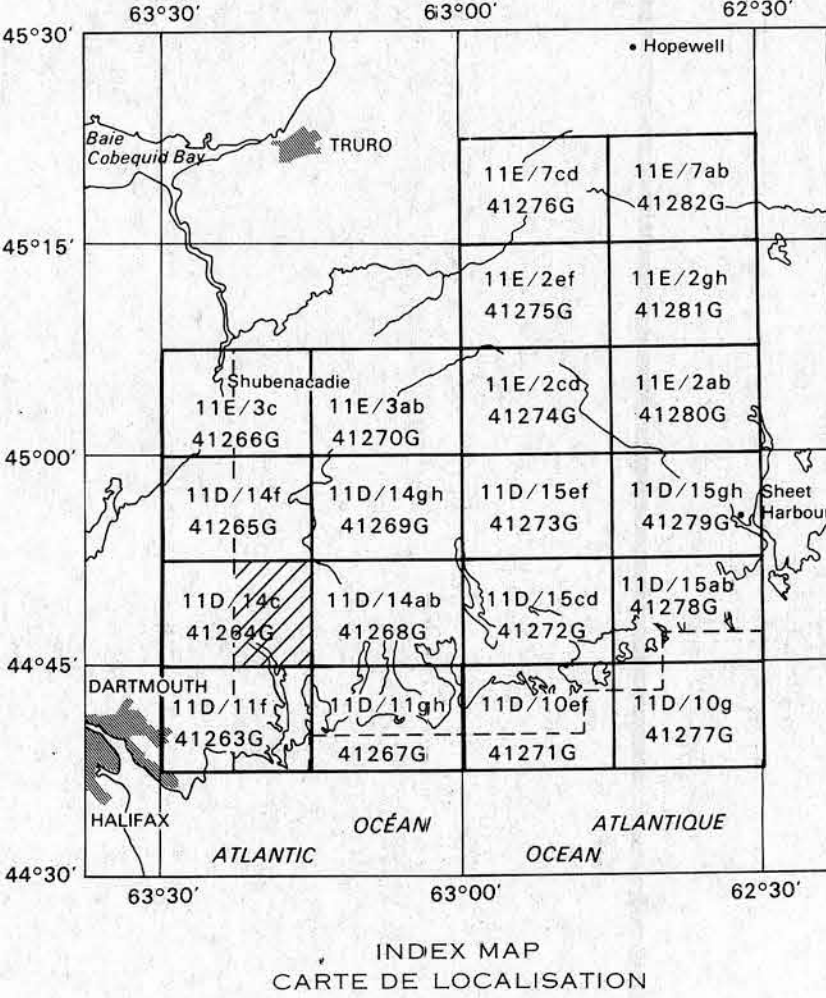 63°30′ 63°00′ 62°30′
45°30′
Hopewell
Baie
Cobequid Bay
TRURO
11E/7cd 11E/7ab
41276G 41282G
45°15′
11E/2ef 11E/2gh
41275G 41281G
Shubenacadie
11E/3c 11E/3ab 11E/2cd 11E/2ab
41266G 41270G 41274G 41280G
45°00′
11D/14f 11D/14gh 11D/15ef 11D/15gh
41265G 41269G 41273G 41279G
Sheet
Harbour
11D/14c 11D/14ab 11D/15cd 11D/15ab
41264G 41268G 41272G 41278G
44°45′
DARTMOUTH
11D/11f 11D/11gh 11D/10ef 11D/10g
41263G 41267G 41271G 41277G
HALIFAX
OCÉAN ATLANTIQUE
ATLANTIC OCEAN
44°30′
63°30′ 63°00′ 62°30′
INDEX MAP
CARTE DE LOCALISATION